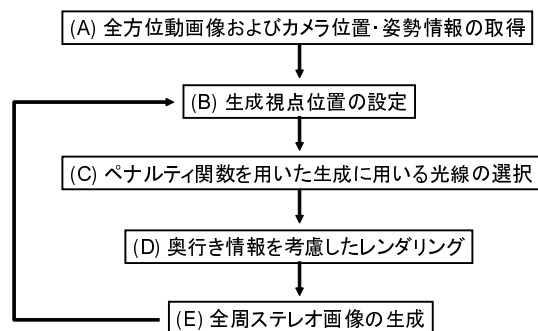 (A) 全方位動画像およびカメラ位置・姿勢情報の取得
(B) 生成視点位置の設定
(C) ペナルティ関数を用いた生成に用いる光線の選択
(D) 奥行き情報を考慮したレンダリング
(E) 全周ステレオ画像の生成